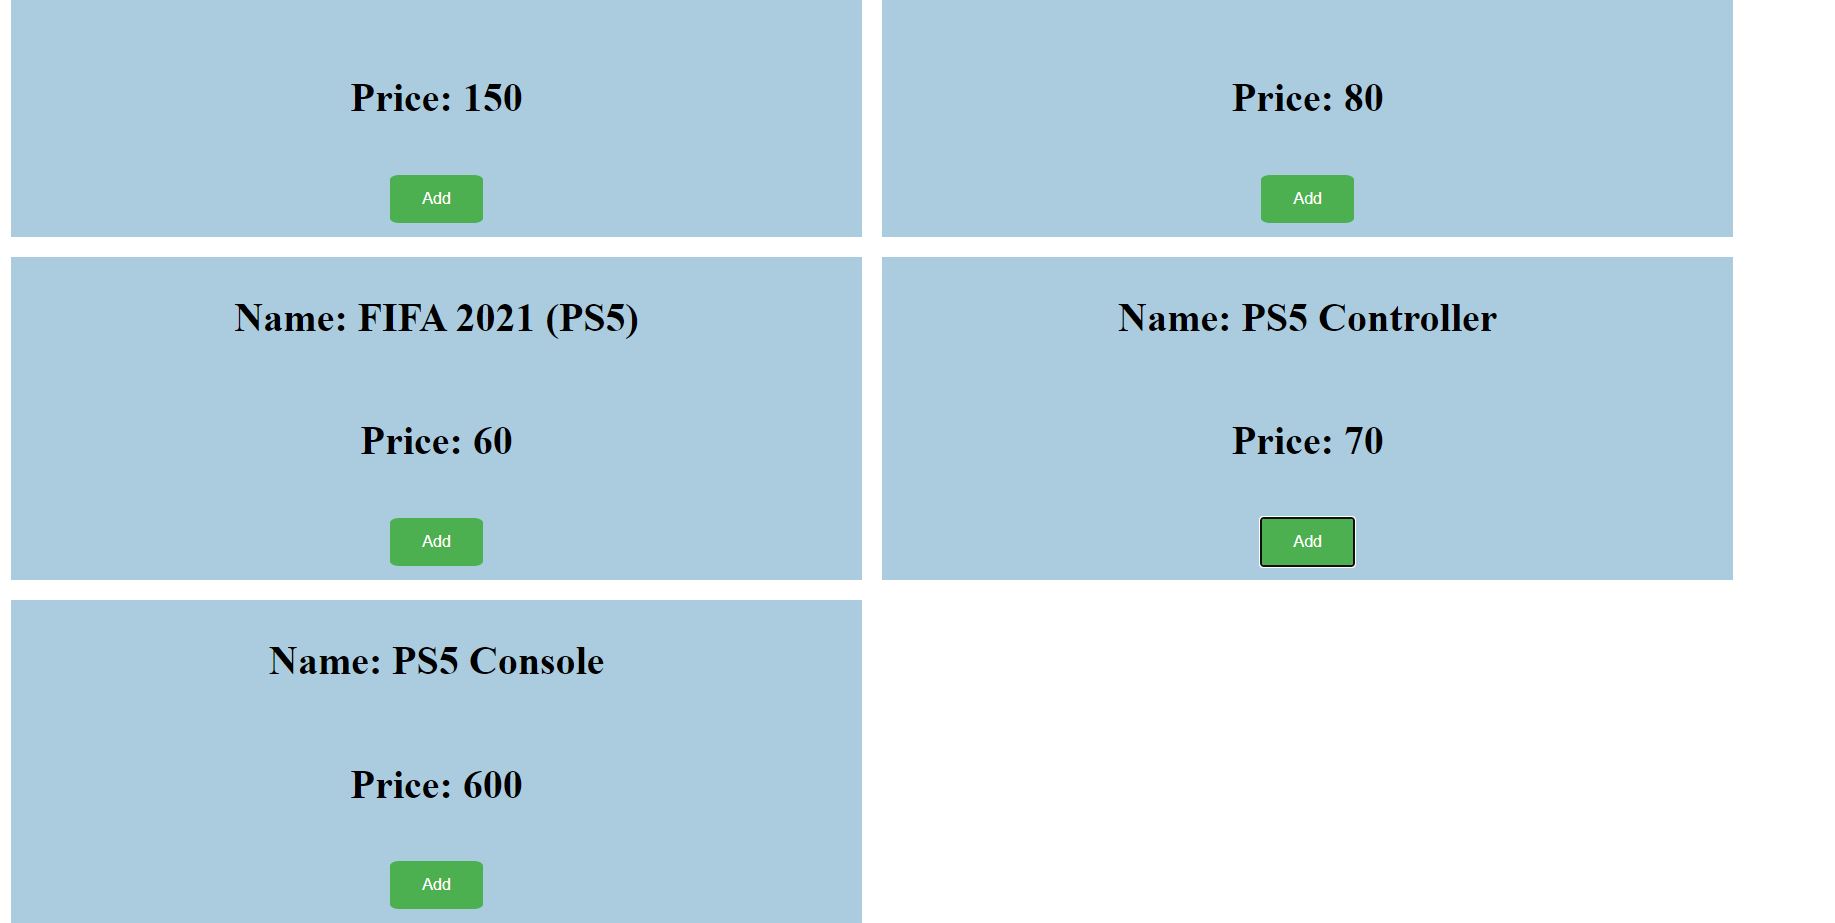 Price: 150
Price: 80
Add
Add
Name: FIFA 2021 (PS5)
Name: PS5 Controller
Price: 60
Price: 70
Add
Add
Name: PS5 Console
Price: 600
Add